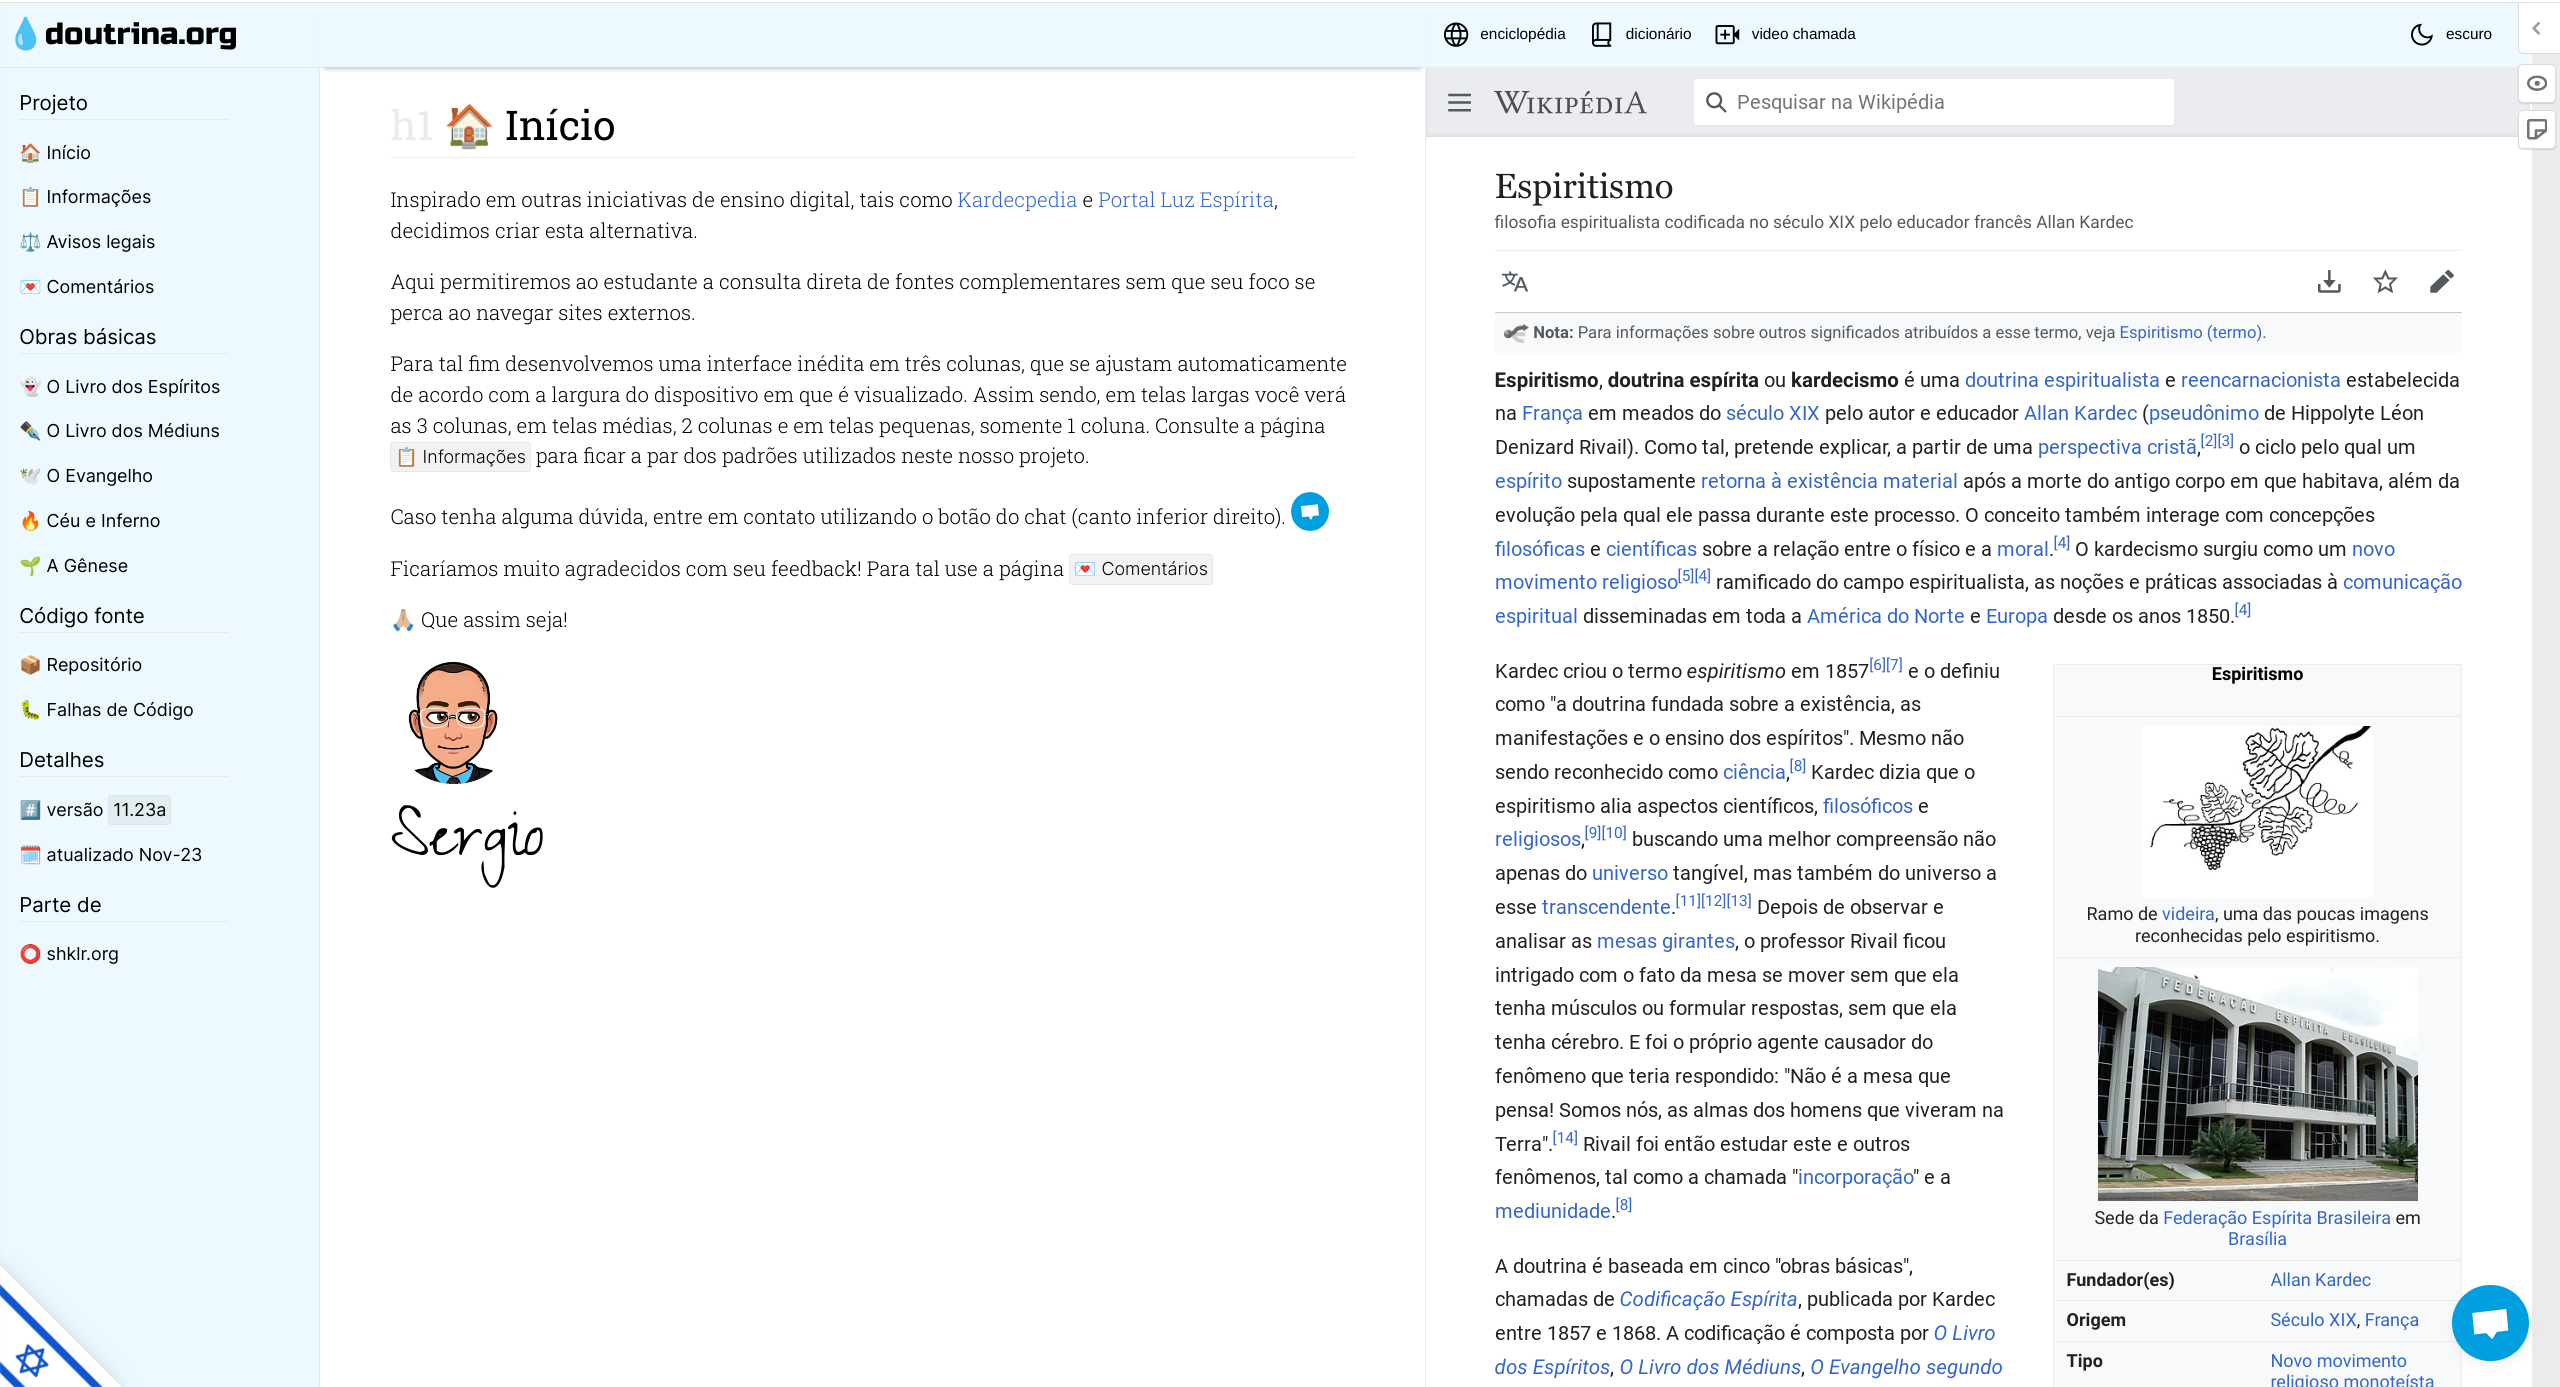 doutrina.org
enciclopédia
dicionário
video chamada
escuro
Projeto
🏠 Início
📋 Informações
⚖️ Avisos legais
💌 Comentários
Obras básicas
👻 O Livro dos Espíritos
✒️ O Livro dos Médiuns
🕊️ O Evangelho
🔥 Céu e Inferno
🌱 A Gênese
Código fonte
📦 Repositório
🐛 Falhas de Código
Detalhes
#️⃣ versão 11.23a
🗓️ atualizado Nov-23
Parte de
⭕ shklr.org
h1 🏠 Início
Inspirado em outras iniciativas de ensino digital, tais como Kardecpedia e Portal Luz Espírita,
decidimos criar esta alternativa.
Aqui permitiremos ao estudante a consulta direta de fontes complementares sem que seu foco se
perca ao navegar sites externos.
Para tal fim desenvolvemos uma interface inédita em três colunas, que se ajustam automaticamente
de acordo com a largura do dispositivo em que é visualizado. Assim sendo, em telas largas você verá
as 3 colunas, em telas médias, 2 colunas e em telas pequenas, somente 1 coluna. Consulte a página
📋 Informações para ficar a par dos padrões utilizados neste nosso projeto.
Caso tenha alguma dúvida, entre em contato utilizando o botão do chat (canto inferior direito).
Ficaríamos muito agradecidos com seu feedback! Para tal use a página 💌 Comentários
🙏🏼 Que assim seja!
Sergio
WIKIPÉDIA
Pesquisar na Wikipédia
Espiritismo
filosofia espiritualista codificada no século XIX pelo educador francês Allan Kardec
Nota: Para informações sobre outros significados atribuídos a esse termo, veja Espiritismo (termo).
Espiritismo, doutrina espírita ou kardecismo é uma doutrina espiritualista e reencarnacionista estabelecida
na França em meados do século XIX pelo autor e educador Allan Kardec (pseudônimo de Hippolyte Léon
Denizard Rivail). Como tal, pretende explicar, a partir de uma perspectiva cristã,[2][3] o ciclo pelo qual um
espírito supostamente retorna à existência material após a morte do antigo corpo em que habitava, além da
evolução pela qual ele passa durante este processo. O conceito também interage com concepções
filosóficas e científicas sobre a relação entre o físico e a moral.[4] O kardecismo surgiu como um novo
movimento religioso[5][4] ramificado do campo espiritualista, as noções e práticas associadas à comunicação
espiritual disseminadas em toda a América do Norte e Europa desde os anos 1850.[4]
Kardec criou o termo espiritismo em 1857[6][7] e o definiu
como "a doutrina fundada sobre a existência, as
manifestações e o ensino dos espíritos". Mesmo não
sendo reconhecido como ciência,[8] Kardec dizia que o
espiritismo alia aspectos científicos, filosóficos e
religiosos,[9][10] buscando uma melhor compreensão não
apenas do universo tangível, mas também do universo a
esse transcendente.[11][12][13] Depois de observar e
analisar as mesas girantes, o professor Rivail ficou
intrigado com o fato da mesa se mover sem que ela
tenha músculos ou formular respostas, sem que ela
tenha cérebro. E foi o próprio agente causador do
fenômeno que teria respondido: "Não é a mesa que
pensa! Somos nós, as almas dos homens que viveram na
Terra".[14] Rivail foi então estudar este e outros
fenômenos, tal como a chamada "incorporação" e a
mediunidade.[8]
A doutrina é baseada em cinco "obras básicas",
chamadas de Codificação Espírita, publicada por Kardec
entre 1857 e 1868. A codificação é composta por O Livro
dos Espíritos, O Livro dos Médiuns, O Evangelho segundo
Espiritismo
Ramo de videira, uma das poucas imagens
reconhecidas pelo espiritismo.
FEDERAÇÃO ESPÍRITA BRASILEIRA
Sede da Federação Espírita Brasileira em
Brasília
Fundador(es) Allan Kardec
Origem Século XIX, França
Tipo Novo movimento
religioso monoteísta